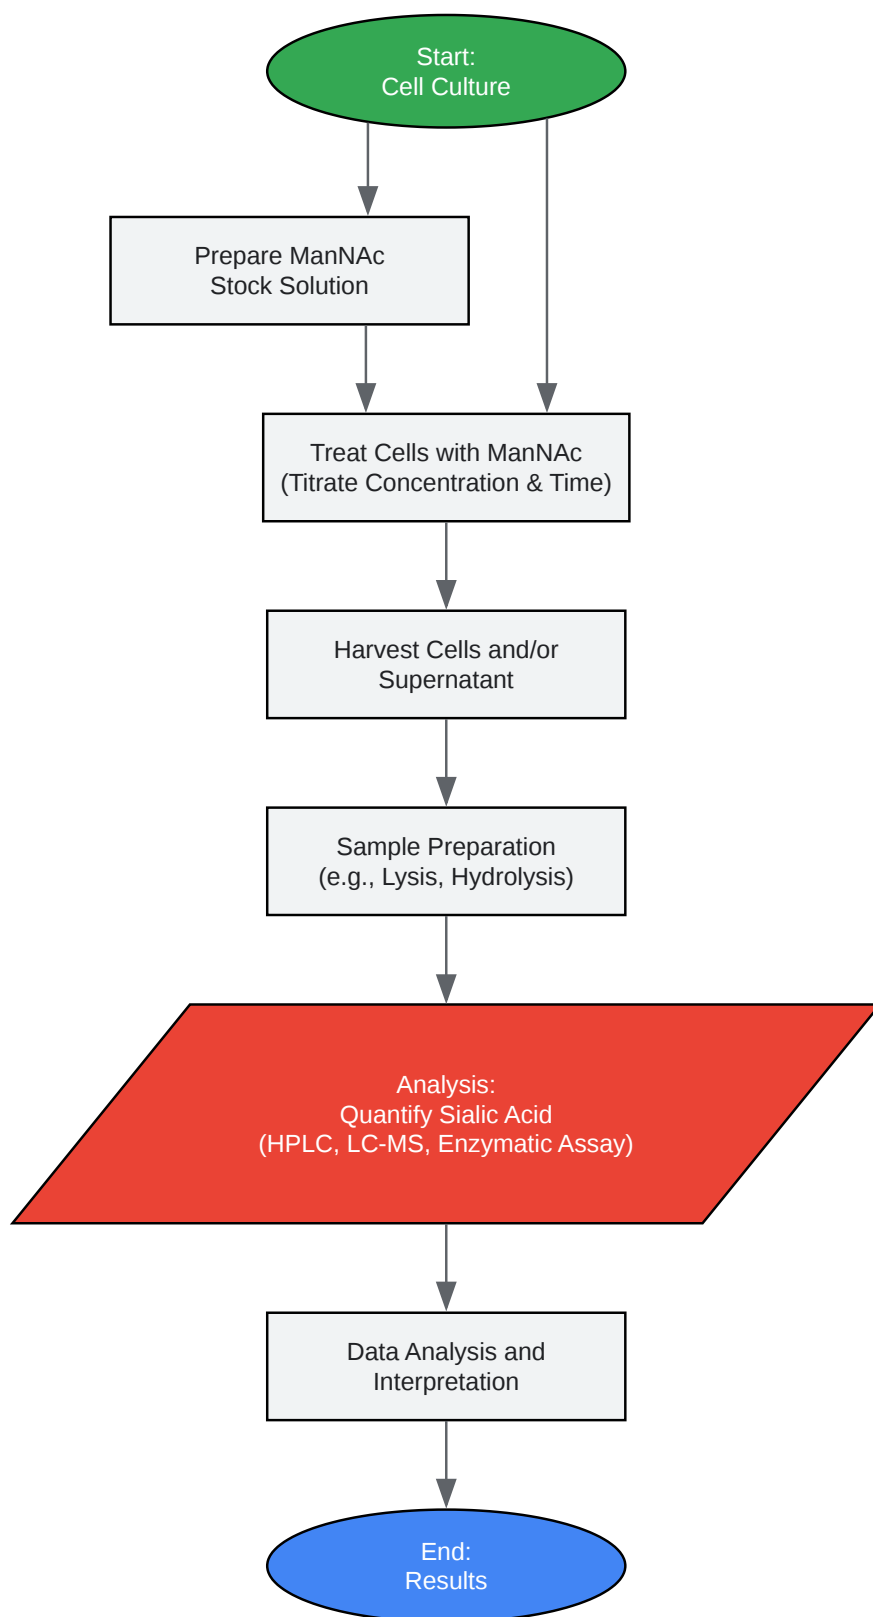 Start:
Cell Culture
Prepare ManNAc
Stock Solution
Treat Cells with ManNAc
(Titrate Concentration & Time)
Harvest Cells and/or
Supernatant
Sample Preparation
(e.g., Lysis, Hydrolysis)
Analysis:
Quantify Sialic Acid
(HPLC, LC-MS, Enzymatic Assay)
Data Analysis and
Interpretation
End:
Results